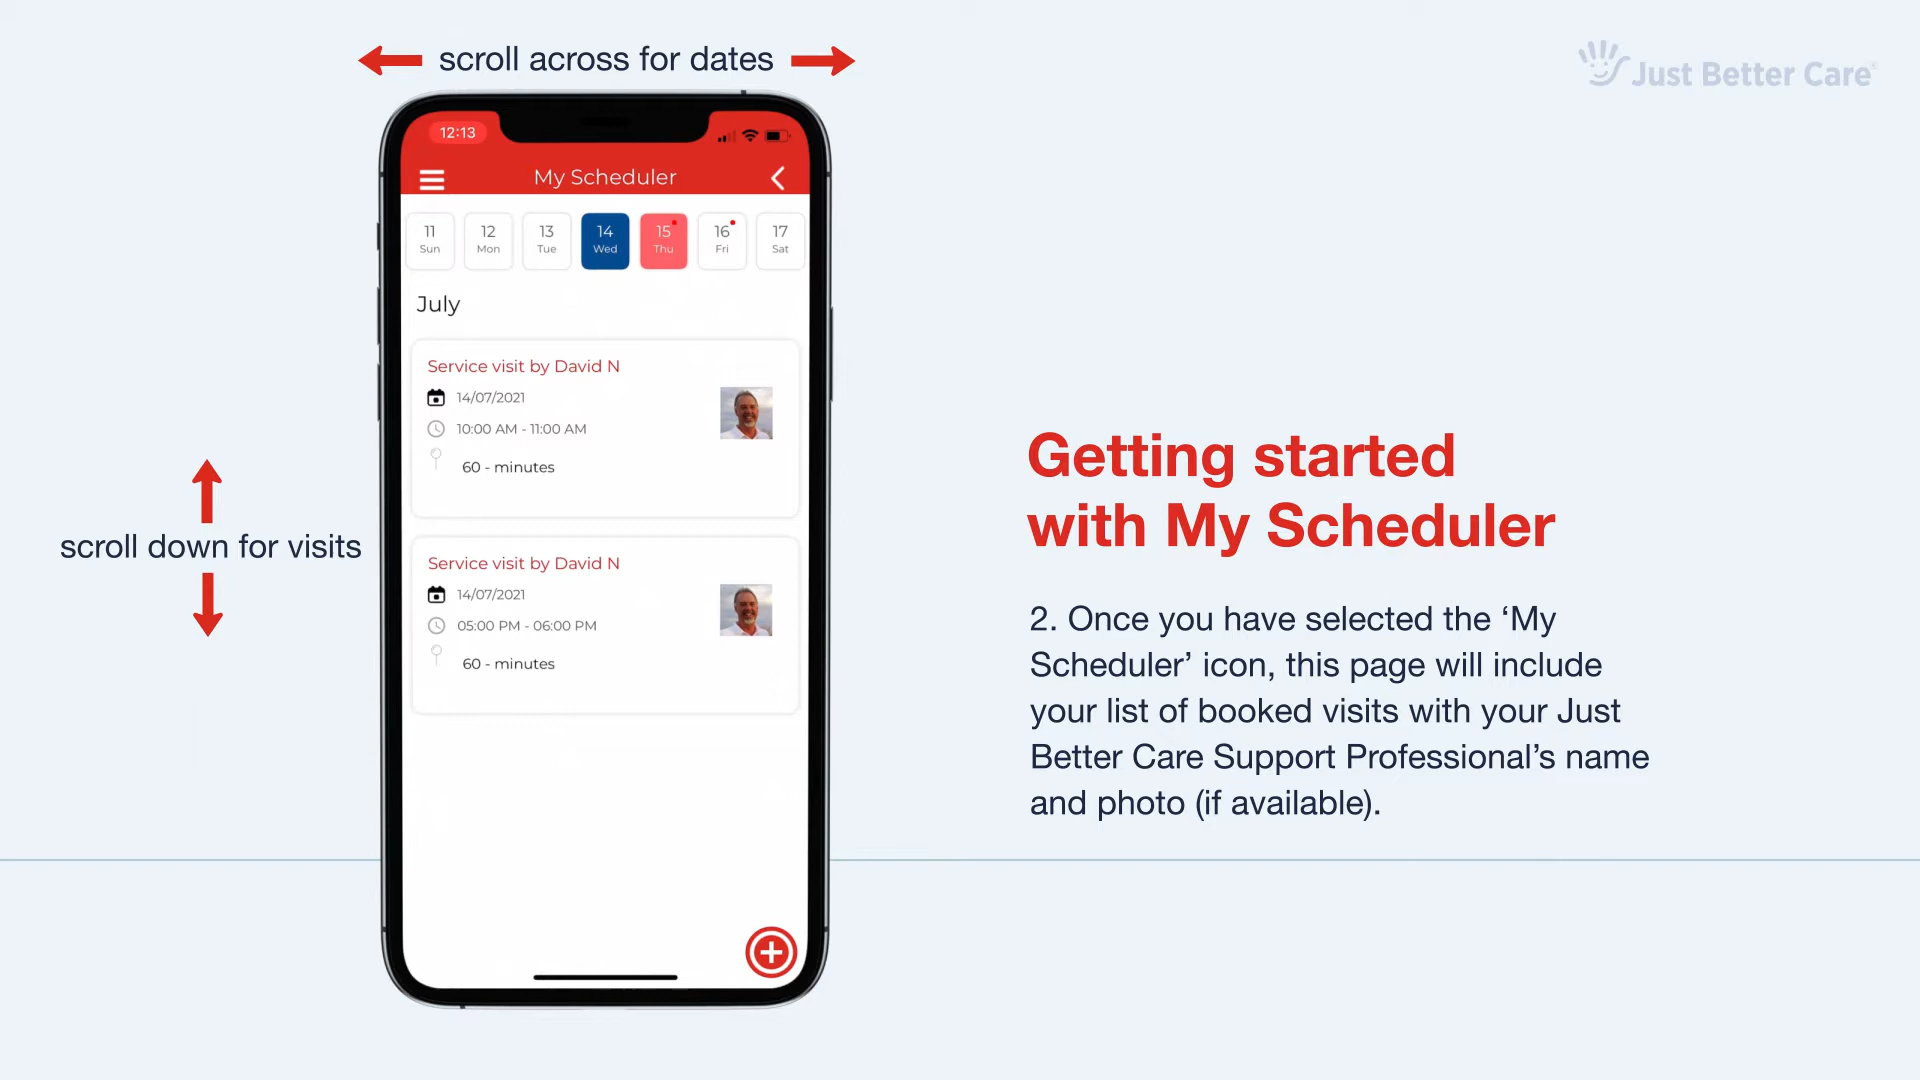 scroll across for dates
Just Better Care
12:13
My Scheduler
11
Sun
12
Mon
13
Tue
14
Wed
15
Thu
16
Fri
17
Sat
July
Service visit by David N
14/07/2021
10:00 AM - 11:00 AM
60 - minutes
Service visit by David N
14/07/2021
05:00 PM - 06:00 PM
60 - minutes
scroll down for visits
Getting started
with My Scheduler
2. Once you have selected the ‘My
Scheduler’ icon, this page will include
your list of booked visits with your Just
Better Care Support Professional’s name
and photo (if available).